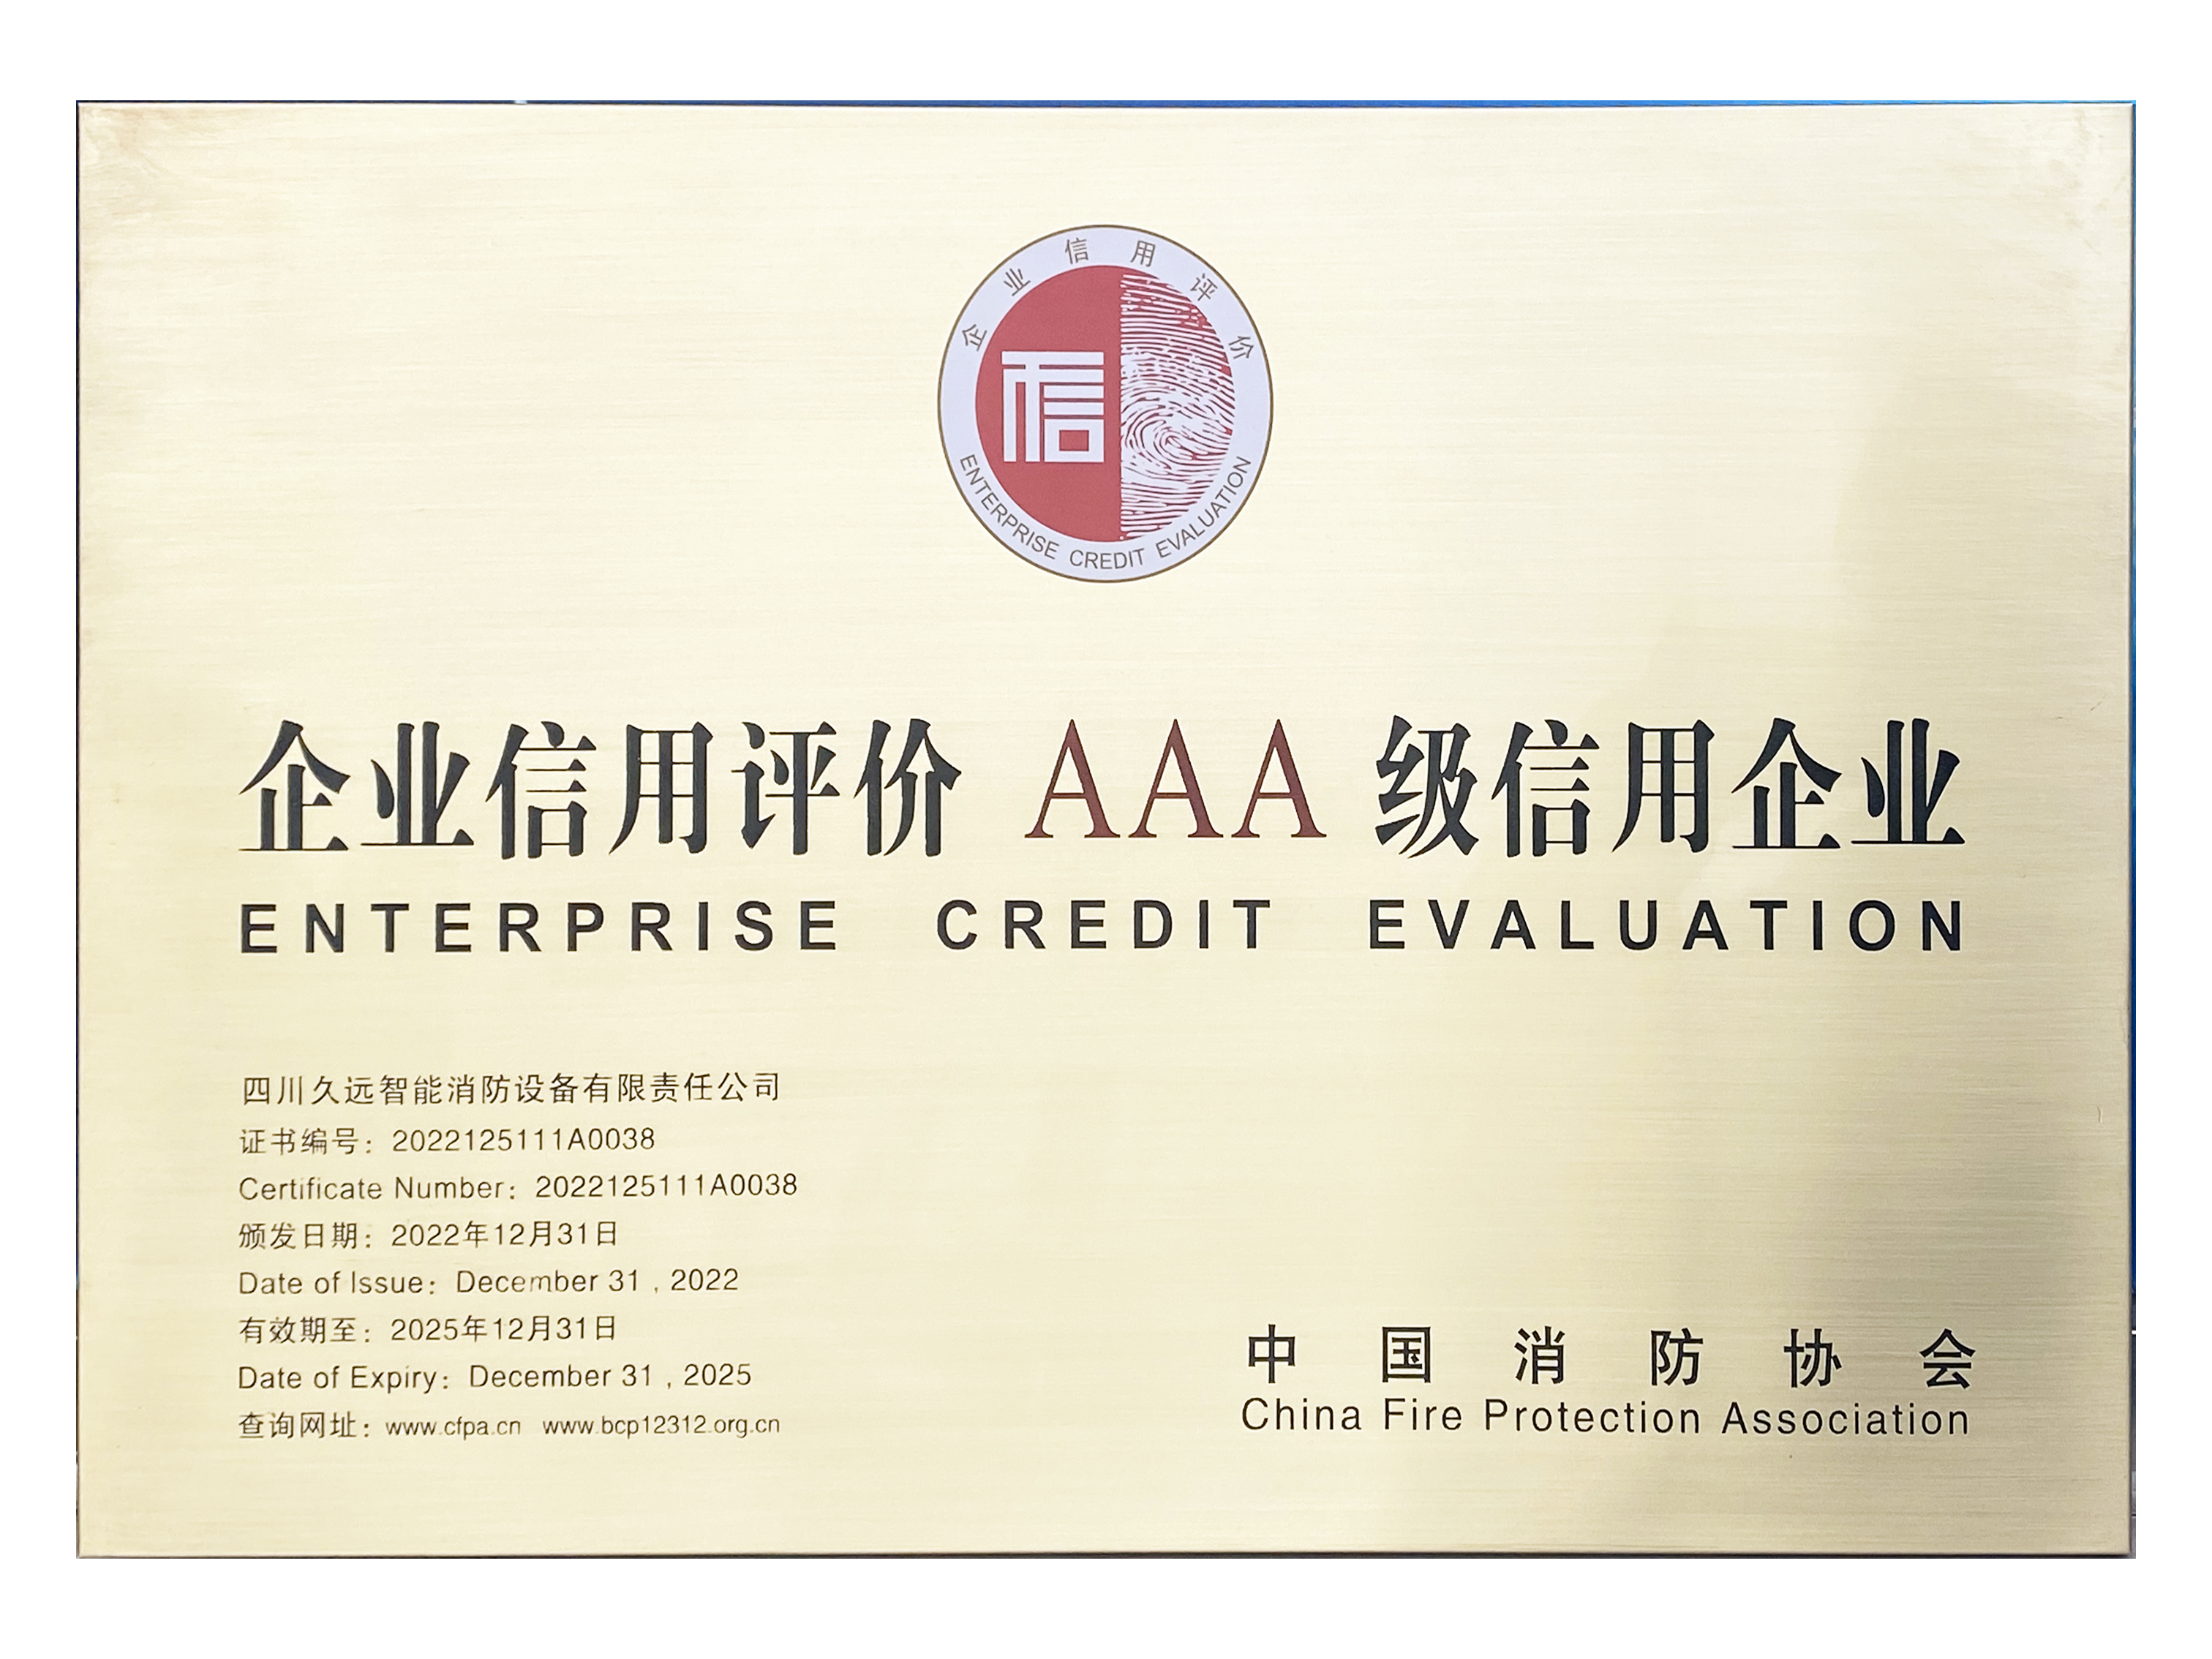 企业信用评价
信
ENTERPRISE CREDIT EVALUATION
企业信用评价 AAA 级信用企业
ENTERPRISE CREDIT EVALUATION
四川久远智能消防设备有限责任公司
证书编号：2022125111A0038
Certificate Number：2022125111A0038
颁发日期：2022年12月31日
Date of Issue：December 31 , 2022
有效期至：2025年12月31日
Date of Expiry：December 31 , 2025
查询网址：www.cfpa.cn www.bcp12312.org.cn
中国消防协会
China Fire Protection Association